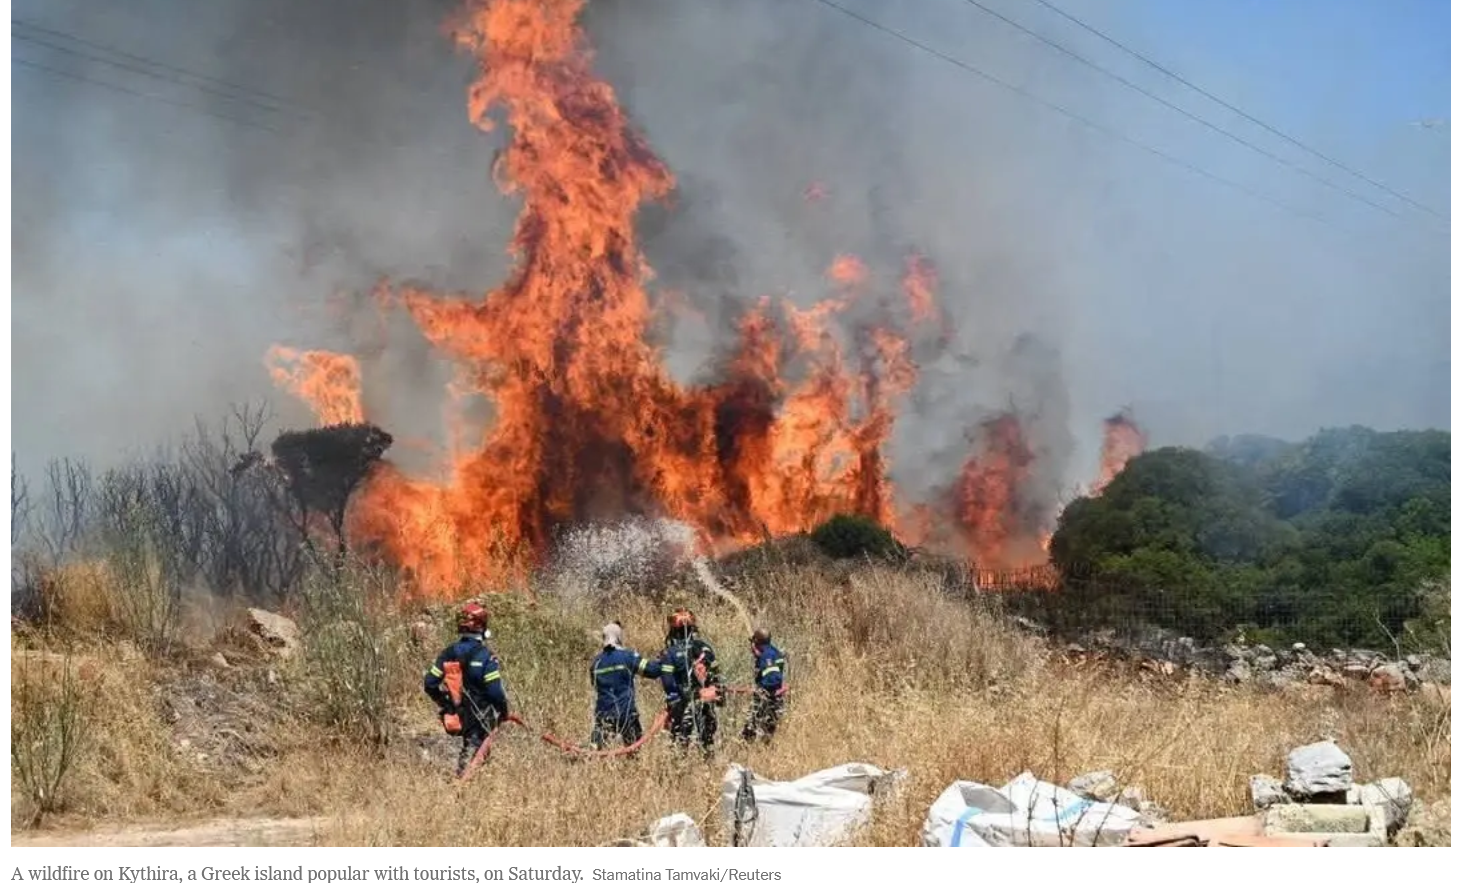 A wildfire on Kythira, a Greek island popular with tourists, on Saturday. Stamatina Tamvaki/Reuters